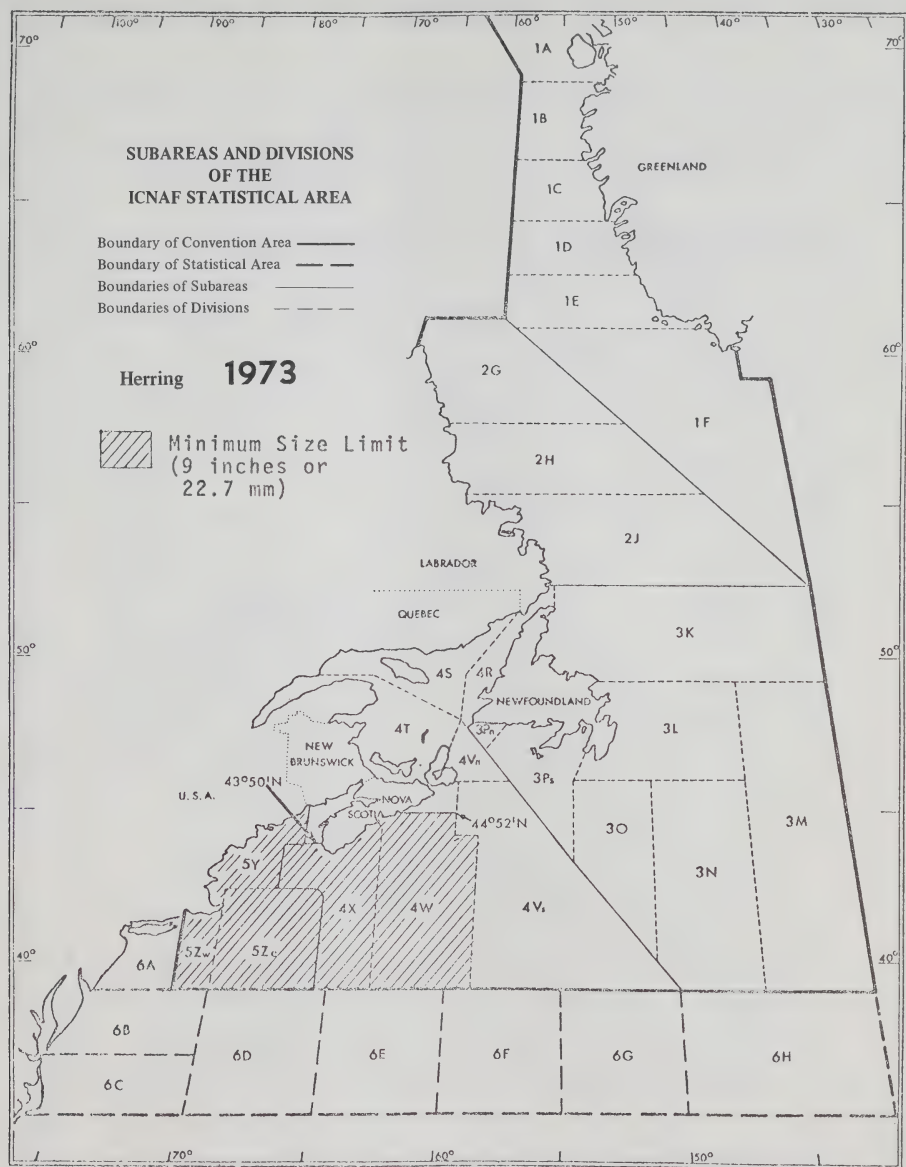 100° 90° 80° 70° 60° 50° 40° 30°
70° 70°
1A
1B
SUBAREAS AND DIVISIONS
OF THE
ICNAF STATISTICAL AREA
GREENLAND
1C
Boundary of Convention Area
1D
Boundary of Statistical Area
Boundaries of Subareas
1E
Boundaries of Divisions
60° 60°
Herring 1973
2G
1F
Minimum Size Limit
(9 inches or
22.7 mm)
2H
2J
LABRADOR
QUEBEC
3K
50° 50°
4S 4R
NEWFOUNDLAND
4T 3Pn 3L
NEW
BRUNSWICK
4Vn
3Ps
U.S.A. 43°50'N
NOVA
SCOTIA
44°52'N
3O 3M
5Y
3N
4X 4W 4Vs
5Zw
40° 6A 40°
6B
6D 6E 6F 6G 6H
6C
70° 60° 50°